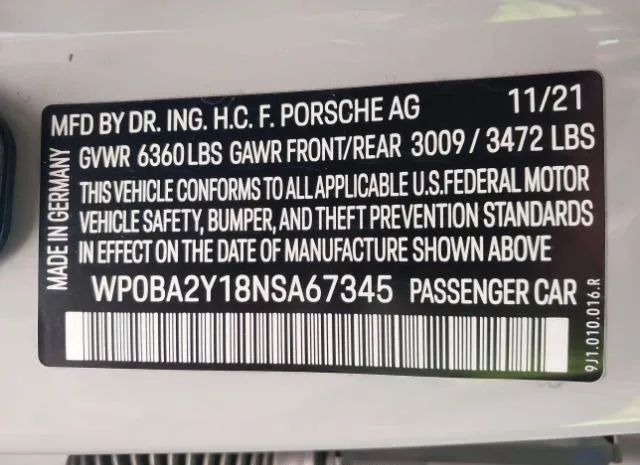 MFD BY DR. ING. H.C. F. PORSCHE AG 11/21
GVWR 6360 LBS GAWR FRONT/REAR 3009 / 3472 LBS
THIS VEHICLE CONFORMS TO ALL APPLICABLE U.S.FEDERAL MOTOR
VEHICLE SAFETY, BUMPER, AND THEFT PREVENTION STANDARDS
IN EFFECT ON THE DATE OF MANUFACTURE SHOWN ABOVE
WP0BA2Y18NSA67345 PASSENGER CAR
MADE IN GERMANY
9J1.010.016.R